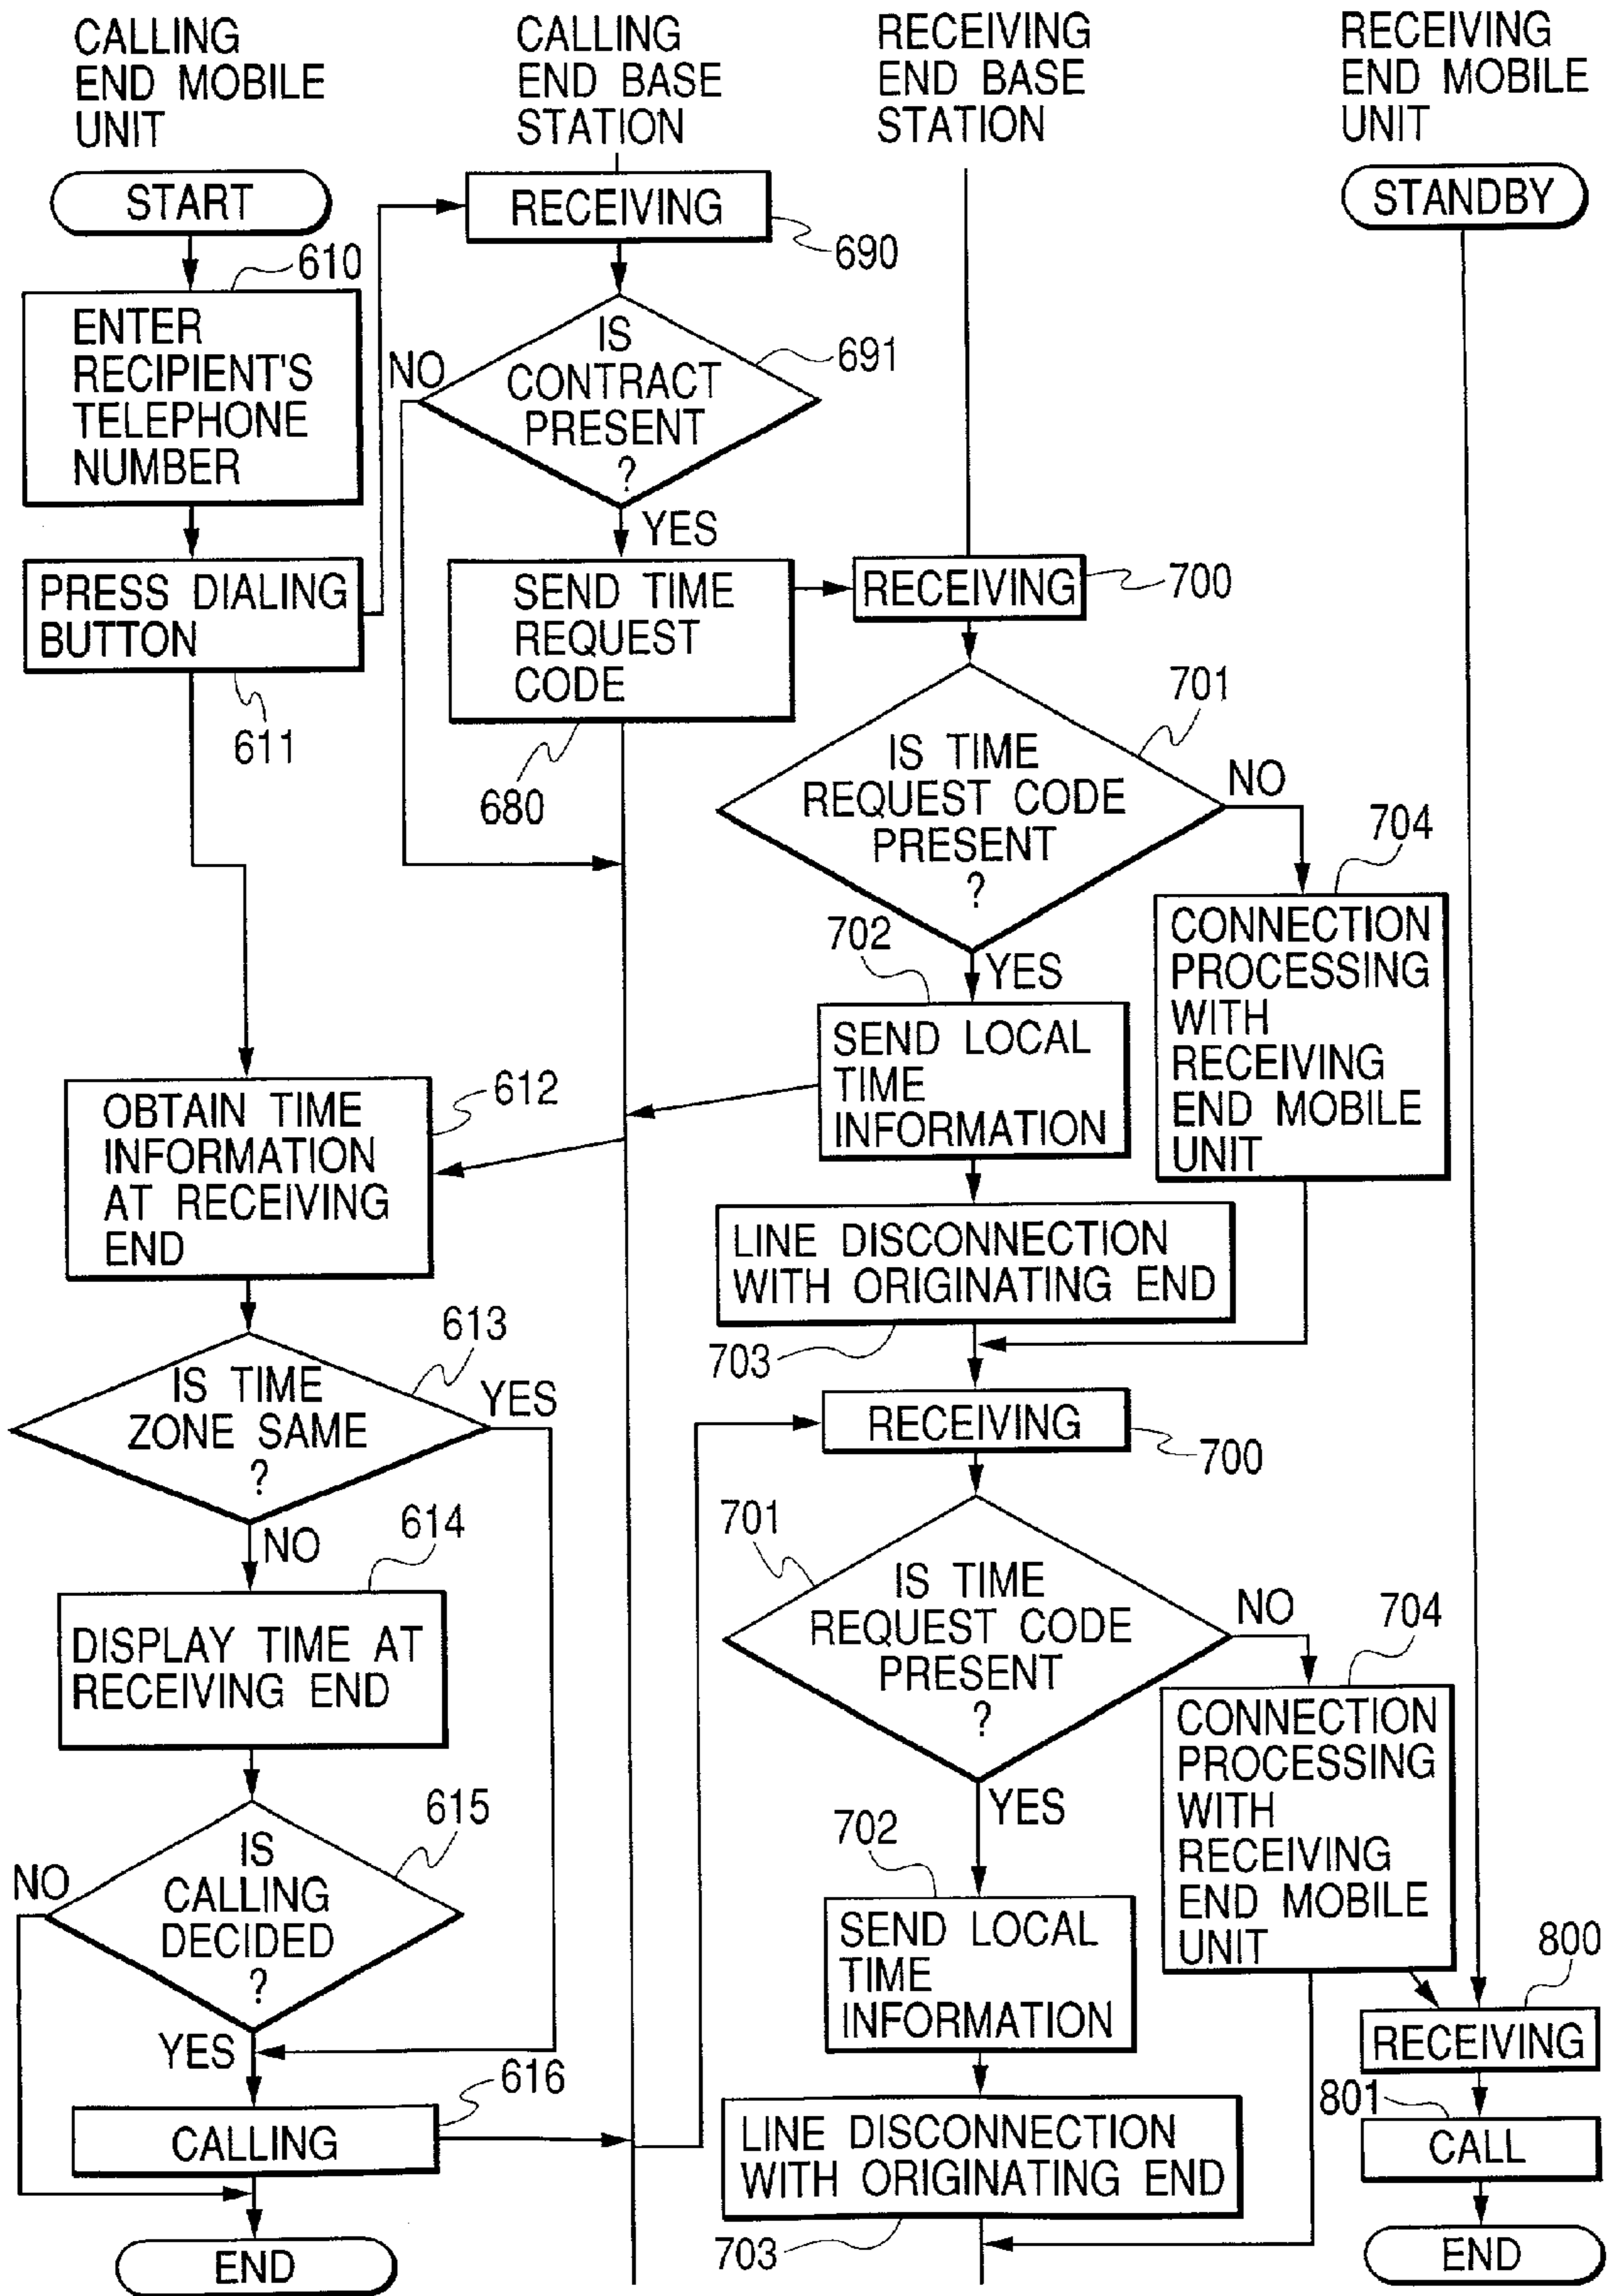 CALLING
END MOBILE
UNIT
CALLING
END BASE
STATION
RECEIVING
END BASE
STATION
RECEIVING
END MOBILE
UNIT
START
610
ENTER
RECIPIENT'S
TELEPHONE
NUMBER
PRESS DIALING
BUTTON
611
OBTAIN TIME
INFORMATION
AT RECEIVING
END
612
IS TIME
ZONE SAME
?
613
YES
NO
614
DISPLAY TIME AT
RECEIVING END
615
IS
CALLING
DECIDED
?
NO
YES
616
CALLING
END
RECEIVING
690
IS
CONTRACT
PRESENT
?
691
NO
YES
SEND TIME
REQUEST
CODE
680
RECEIVING
700
701
IS TIME
REQUEST CODE
PRESENT
?
NO
704
CONNECTION
PROCESSING
WITH
RECEIVING
END MOBILE
UNIT
702
YES
SEND LOCAL
TIME
INFORMATION
LINE DISCONNECTION
WITH ORIGINATING END
703
RECEIVING
700
701
IS TIME
REQUEST CODE
PRESENT
?
NO
704
CONNECTION
PROCESSING
WITH
RECEIVING
END MOBILE
UNIT
702
YES
SEND LOCAL
TIME
INFORMATION
LINE DISCONNECTION
WITH ORIGINATING END
703
STANDBY
800
RECEIVING
801
CALL
END